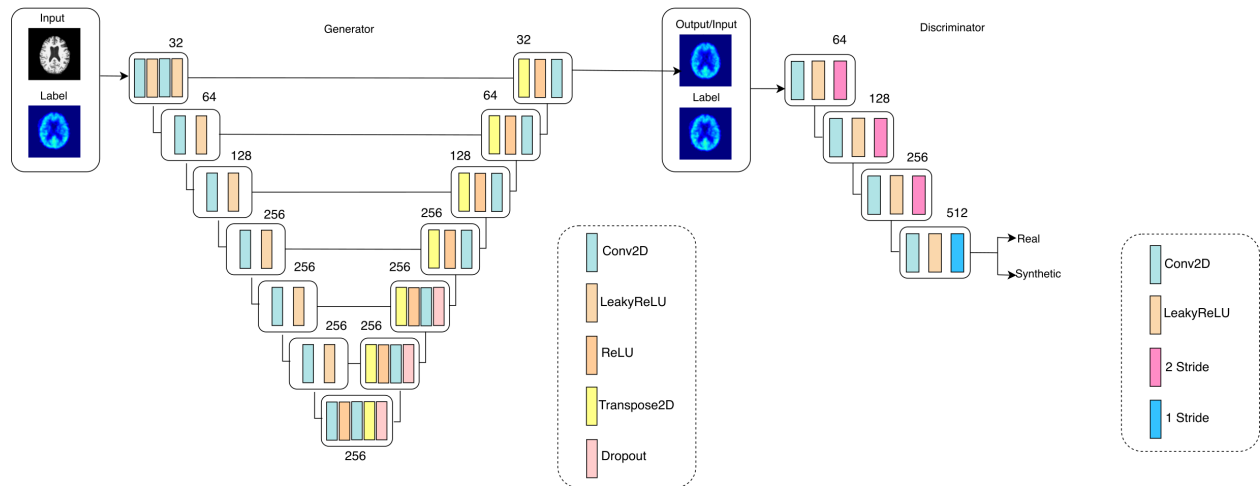 Input
Label
Generator
32
64
128
256
256
256
256
256
256
256
128
64
32
Conv2D
LeakyReLU
ReLU
Transpose2D
Dropout
Output/Input
Label
Discriminator
64
128
256
512
Real
Synthetic
Conv2D
LeakyReLU
2 Stride
1 Stride